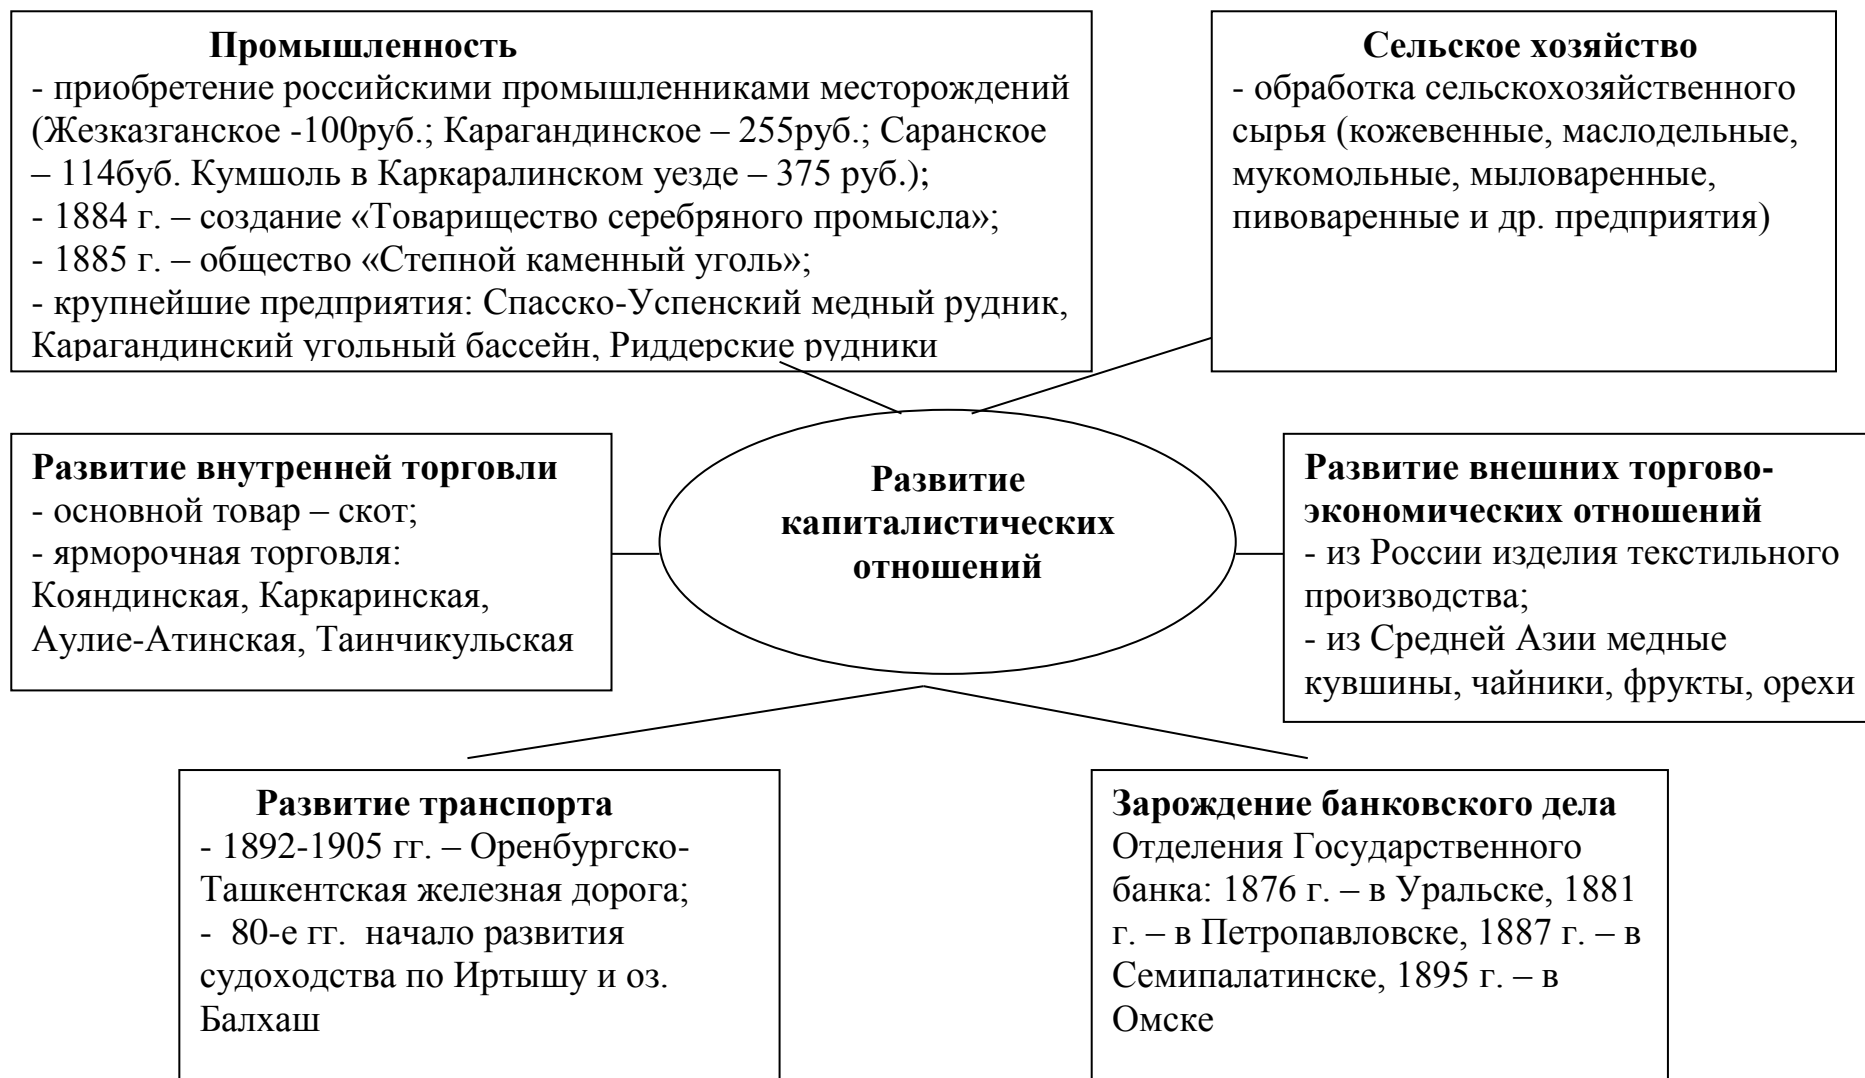 Промышленность
- приобретение российскими промышленниками месторождений
(Жезказганское -100руб.; Карагандинское – 255руб.; Саранское
– 114буб. Кумшоль в Каркаралинском уезде – 375 руб.);
- 1884 г. – создание «Товарищество серебряного промысла»;
- 1885 г. – общество «Степной каменный уголь»;
- крупнейшие предприятия: Спасско-Успенский медный рудник,
Карагандинский угольный бассейн, Риддерские рудники
Сельское хозяйство
- обработка сельскохозяйственного
сырья (кожевенные, маслодельные,
мукомольные, мыловаренные,
пивоваренные и др. предприятия)
Развитие внутренней торговли
- основной товар – скот;
- ярморочная торговля:
Кояндинская, Каркаринская,
Аулие-Атинская, Таинчикульская
Развитие
капиталистических
отношений
Развитие внешних торгово-
экономических отношений
- из России изделия текстильного
производства;
- из Средней Азии медные
кувшины, чайники, фрукты, орехи
Развитие транспорта
- 1892-1905 гг. – Оренбургско-
Ташкентская железная дорога;
- 80-е гг. начало развития
судоходства по Иртышу и оз.
Балхаш
Зарождение банковского дела
Отделения Государственного
банка: 1876 г. – в Уральске, 1881
г. – в Петропавловске, 1887 г. – в
Семипалатинске, 1895 г. – в
Омске